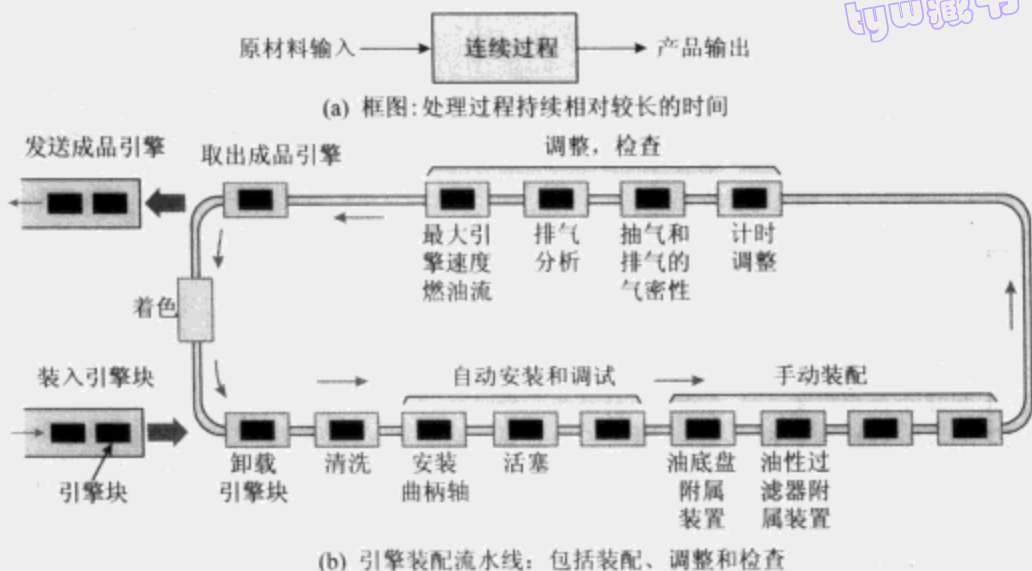 tyw藏书
原材料输入
连续过程
产品输出
(a) 框图:处理过程持续相对较长的时间
发送成品引擎
取出成品引擎
调整，检查
最大引
擎速度
燃油流
排气
分析
抽气和
排气的
气密性
计时
调整
着色
装入引擎块
自动安装和调试
手动装配
引擎块
卸载
引擎块
清洗
安装
曲柄轴
活塞
油底盘
附属
装置
油性过
滤器附
属装置
(b) 引擎装配流水线：包括装配、调整和检查